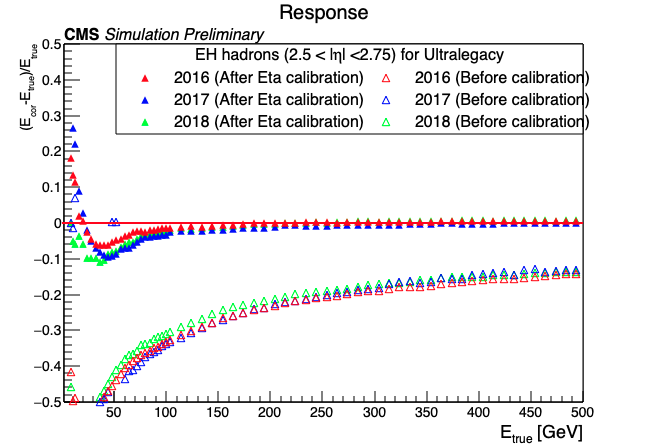 Response
CMS Simulation Preliminary
EH hadrons (2.5 < |η| <2.75) for Ultralegacy
2016 (After Eta calibration) 2016 (Before calibration)
2017 (After Eta calibration) 2017 (Before calibration)
2018 (After Eta calibration) 2018 (Before calibration)
(E_cor-E_true)/E_true
0.5
0.4
0.3
0.2
0.1
0
−0.1
−0.2
−0.3
−0.4
−0.5
50 100 150 200 250 300 350 400 450 500
E_true [GeV]